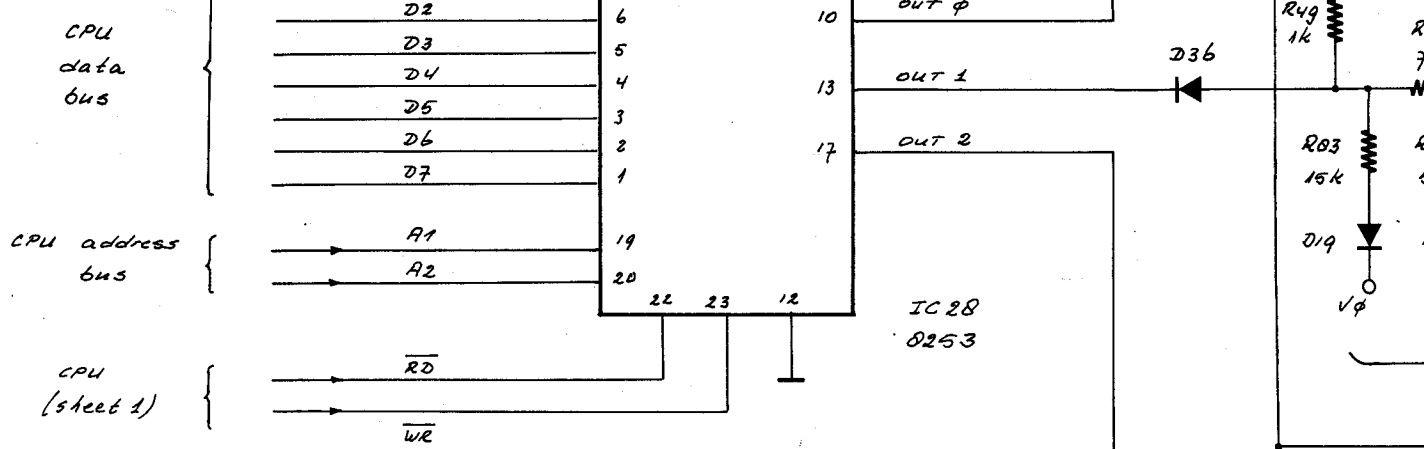 D2
6
10
OUT φ
R49
1k
CPU
data
bus
D3
5
D36
D4
4
13
OUT 1
D5
3
D6
2
17
OUT 2
R83
15k
D7
1
CPU address
bus
A1
19
D19
A2
20
22
23
12
IC 28
8253
Vφ
CPU
(sheet 1)
RD
WR